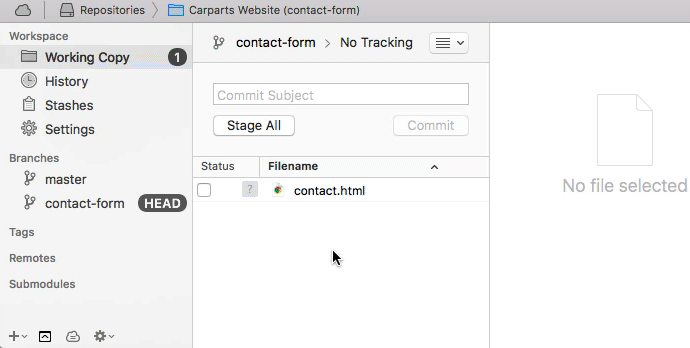 Repositories
Carparts Website (contact-form)
Workspace
Working Copy 1
History
Stashes
Settings
Branches
master
contact-form HEAD
Tags
Remotes
Submodules
contact-form No Tracking
Commit Subject
Stage All Commit
Status Filename
? contact.html
No file selected